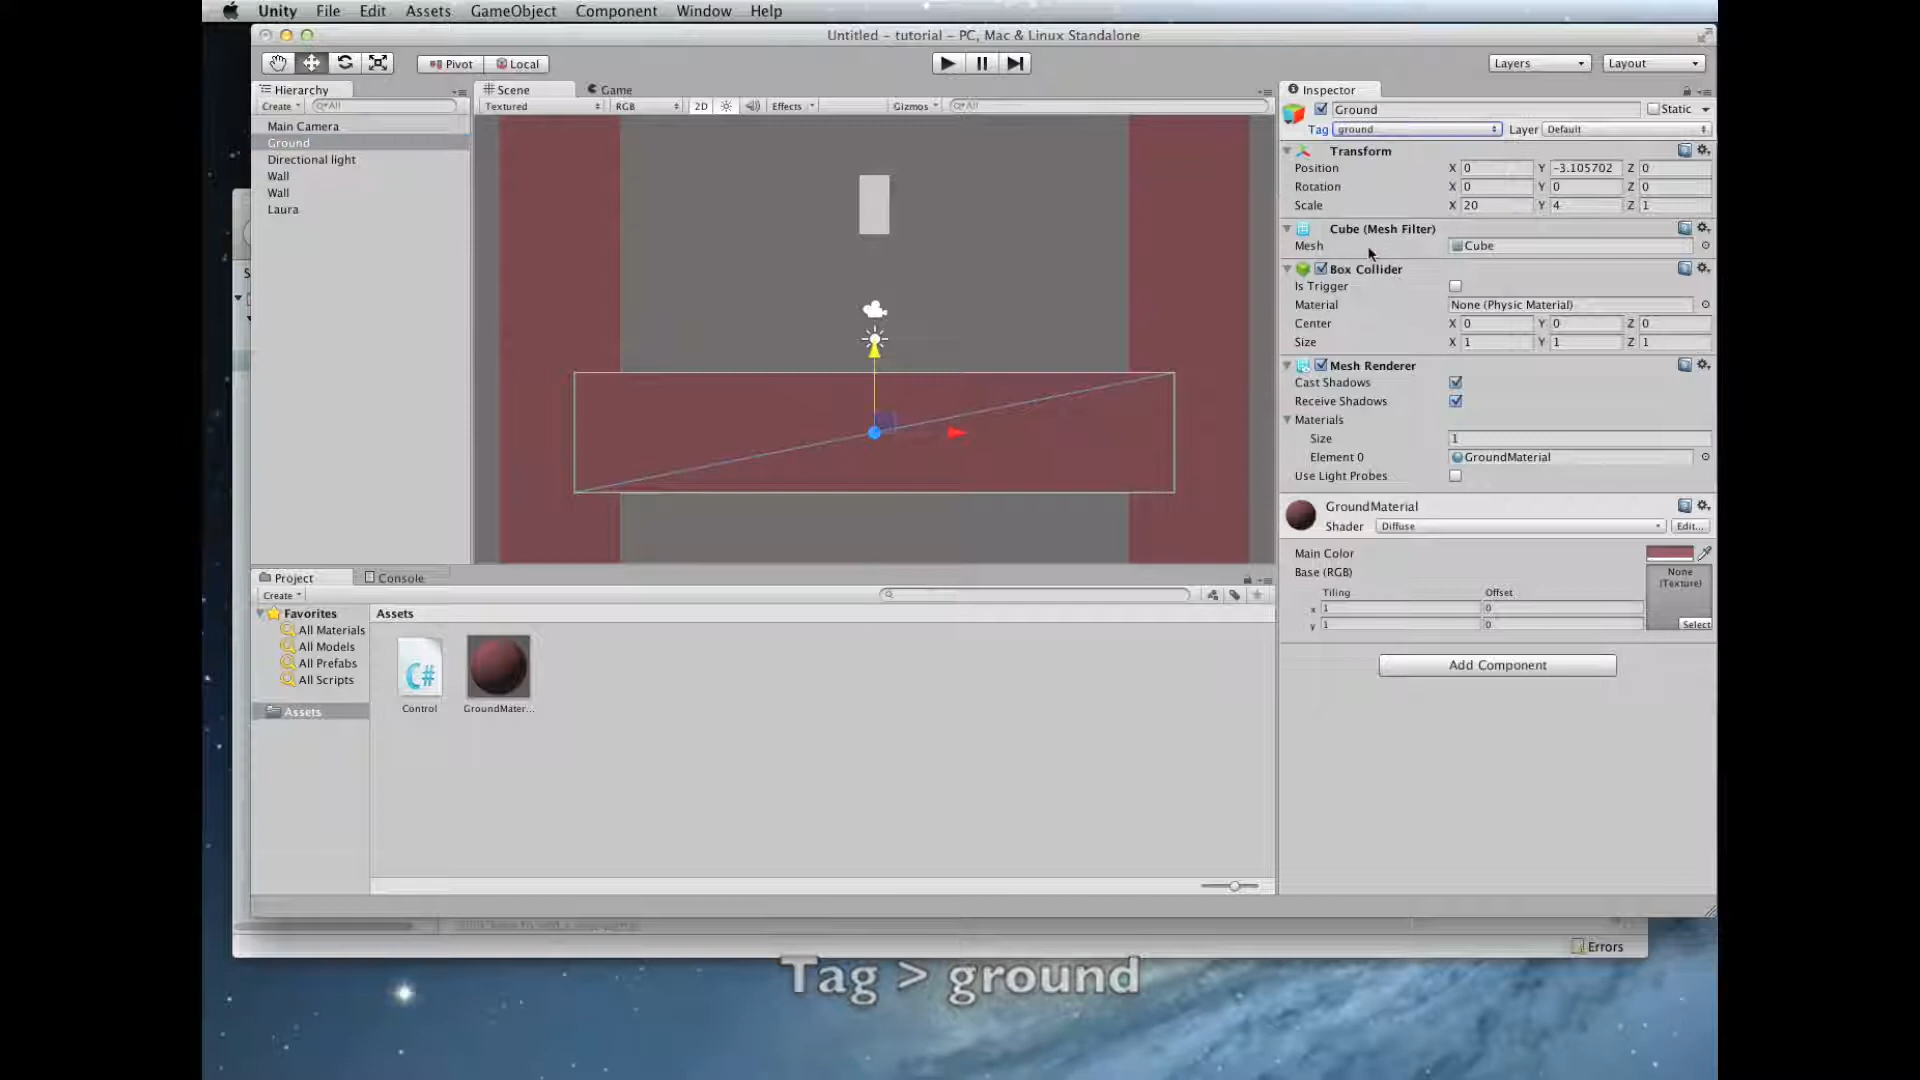 Unity File Edit Assets GameObject Component Window Help
Untitled – tutorial – PC, Mac & Linux Standalone
Pivot Local Layers Layout
Hierarchy
Create All
Main Camera
Ground
Directional light
Wall
Wall
Laura
Scene Game
Textured RGB 2D Effects Gizmos All
Inspector
Ground Static
Tag ground Layer Default
Transform
Position X 0 Y -3.105702 Z 0
Rotation X 0 Y 0 Z 0
Scale X 20 Y 4 Z 1
Cube (Mesh Filter)
Mesh Cube
Box Collider
Is Trigger
Material None (Physic Material)
Center X 0 Y 0 Z 0
Size X 1 Y 1 Z 1
Mesh Renderer
Cast Shadows
Receive Shadows
Materials
Size 1
Element 0 GroundMaterial
Use Light Probes
GroundMaterial
Shader Diffuse Edit...
Main Color
Base (RGB) None (Texture)
Tiling Offset
x 1 0
y 1 0
Select
Add Component
Project Console
Create
Favorites
All Materials
All Models
All Prefabs
All Scripts
Assets
Assets
C#
Control GroundMater...
Errors
Tag > ground